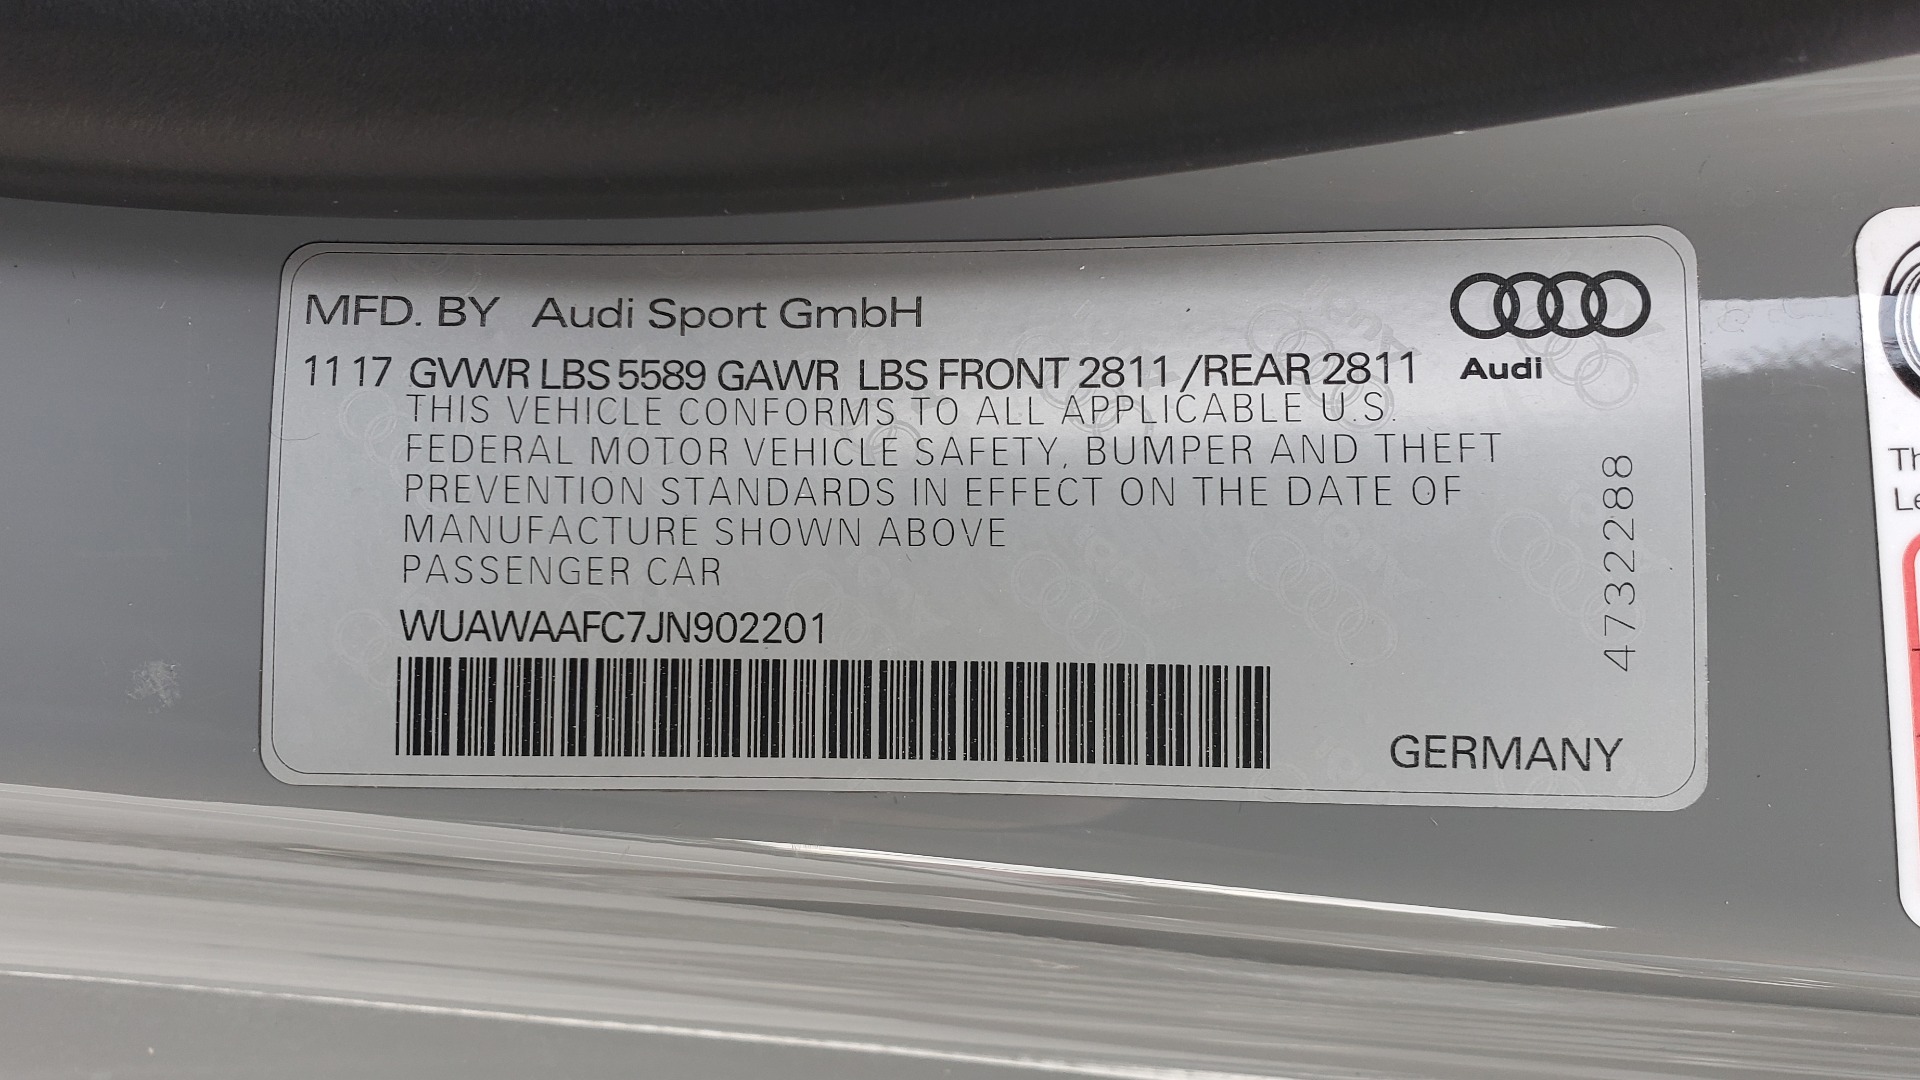 MFD. BY Audi Sport GmbH
11 17 GVWR LBS 5589 GAWR LBS FRONT 2811 /REAR 2811
Audi
THIS VEHICLE CONFORMS TO ALL APPLICABLE U.S.
FEDERAL MOTOR VEHICLE SAFETY, BUMPER AND THEFT
PREVENTION STANDARDS IN EFFECT ON THE DATE OF
MANUFACTURE SHOWN ABOVE
PASSENGER CAR
WUAWAAFC7JN902201
4732288
GERMANY